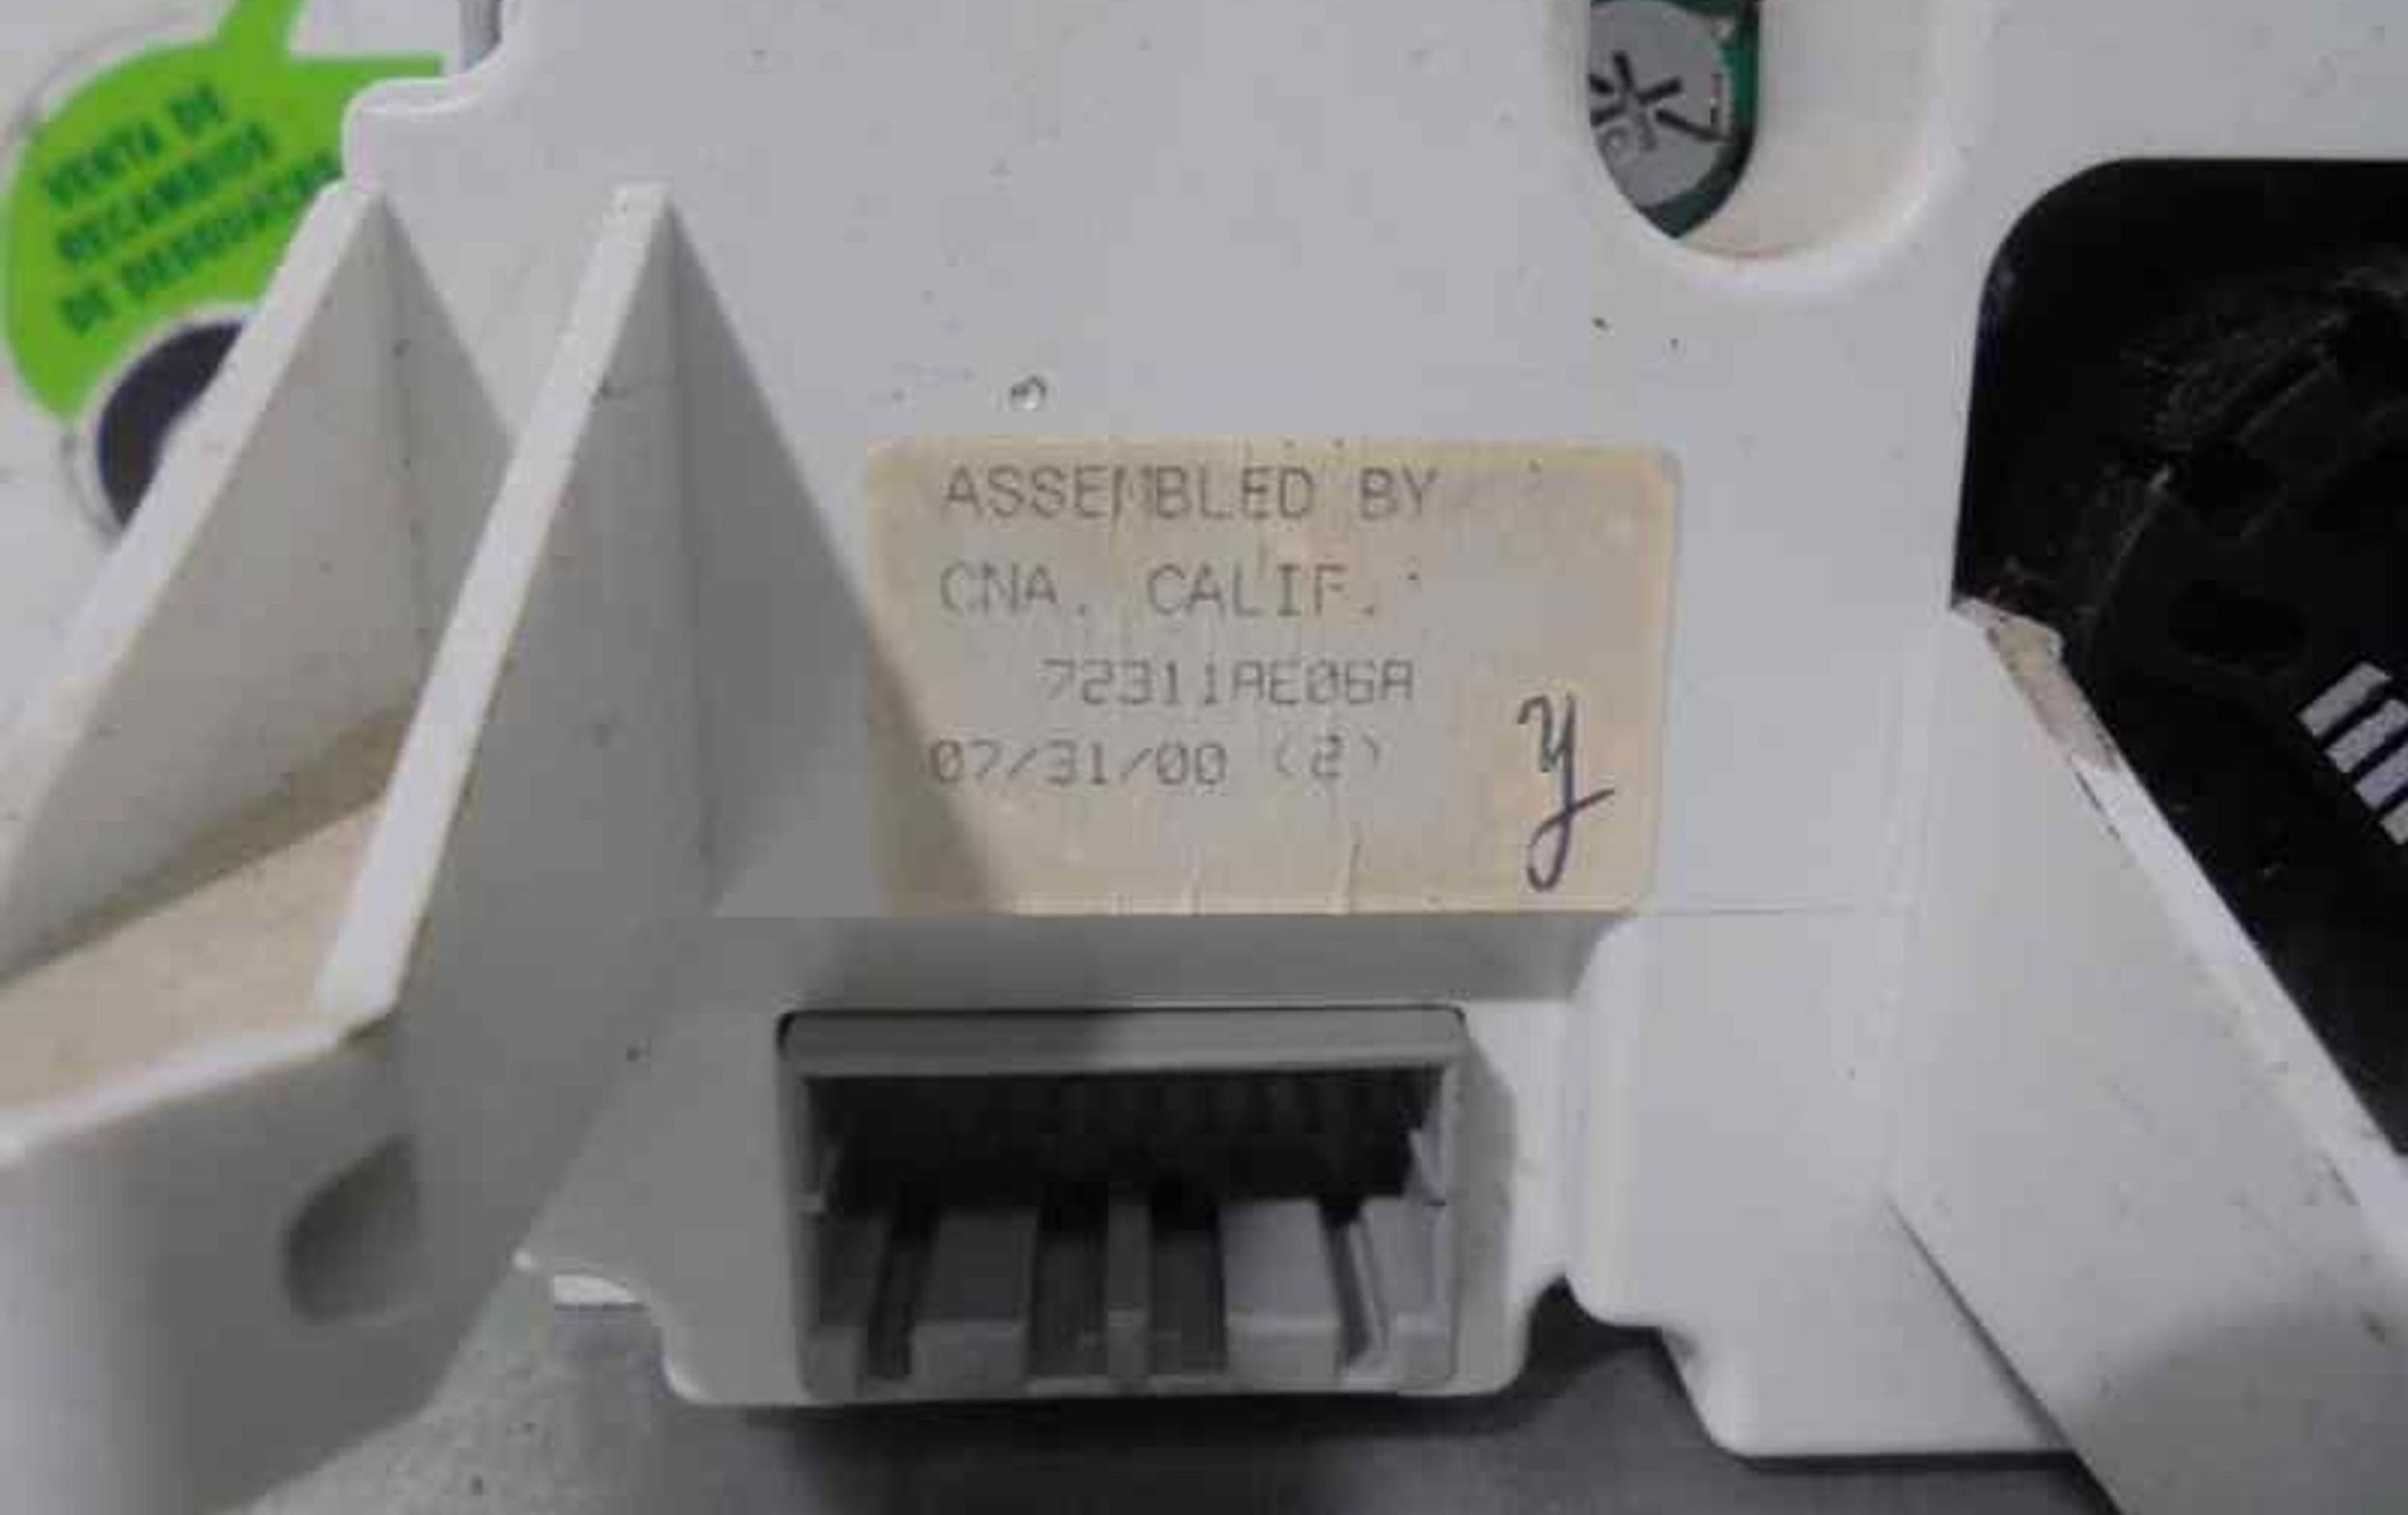 VENTA DE
RECAMBIOS
DE DESGUACES
ASSEMBLED BY
CNA. CALIF.
72311AE06A
07/31/00 (2)
y